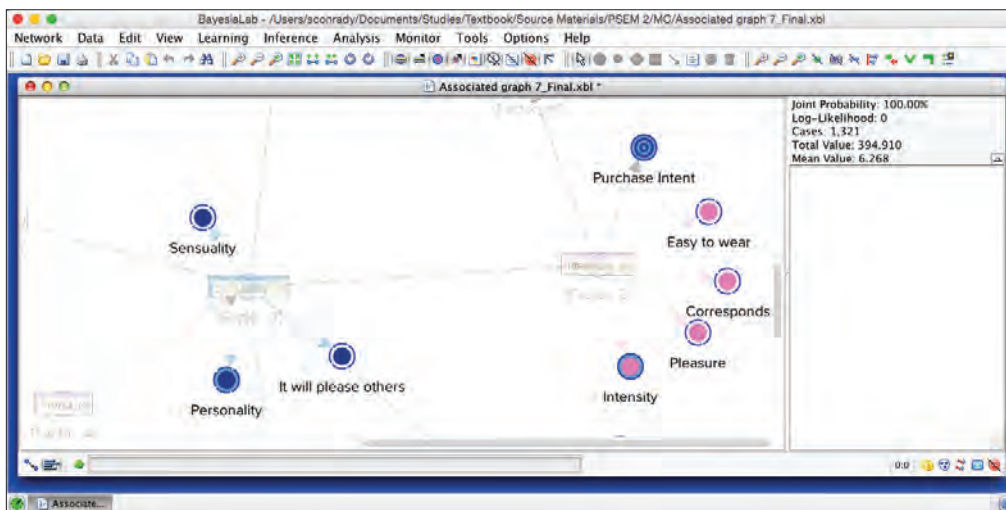 BayesiaLab - /Users/sconrady/Documents/Studies/Textbook/Source Materials/PSEM 2/MC/Associated graph 7_Final.xbl
Network Data Edit View Learning Inference Analysis Monitor Tools Options Help
Associated graph 7_Final.xbl *
Joint Probability: 100.00%
Log-Likelihood: 0
Cases: 1,321
Total Value: 394.910
Mean Value: 6.268
Purchase Intent
Sensuality
Easy to wear
Corresponds
Pleasure
It will please others
Intensity
Personality
0:0
Associate...